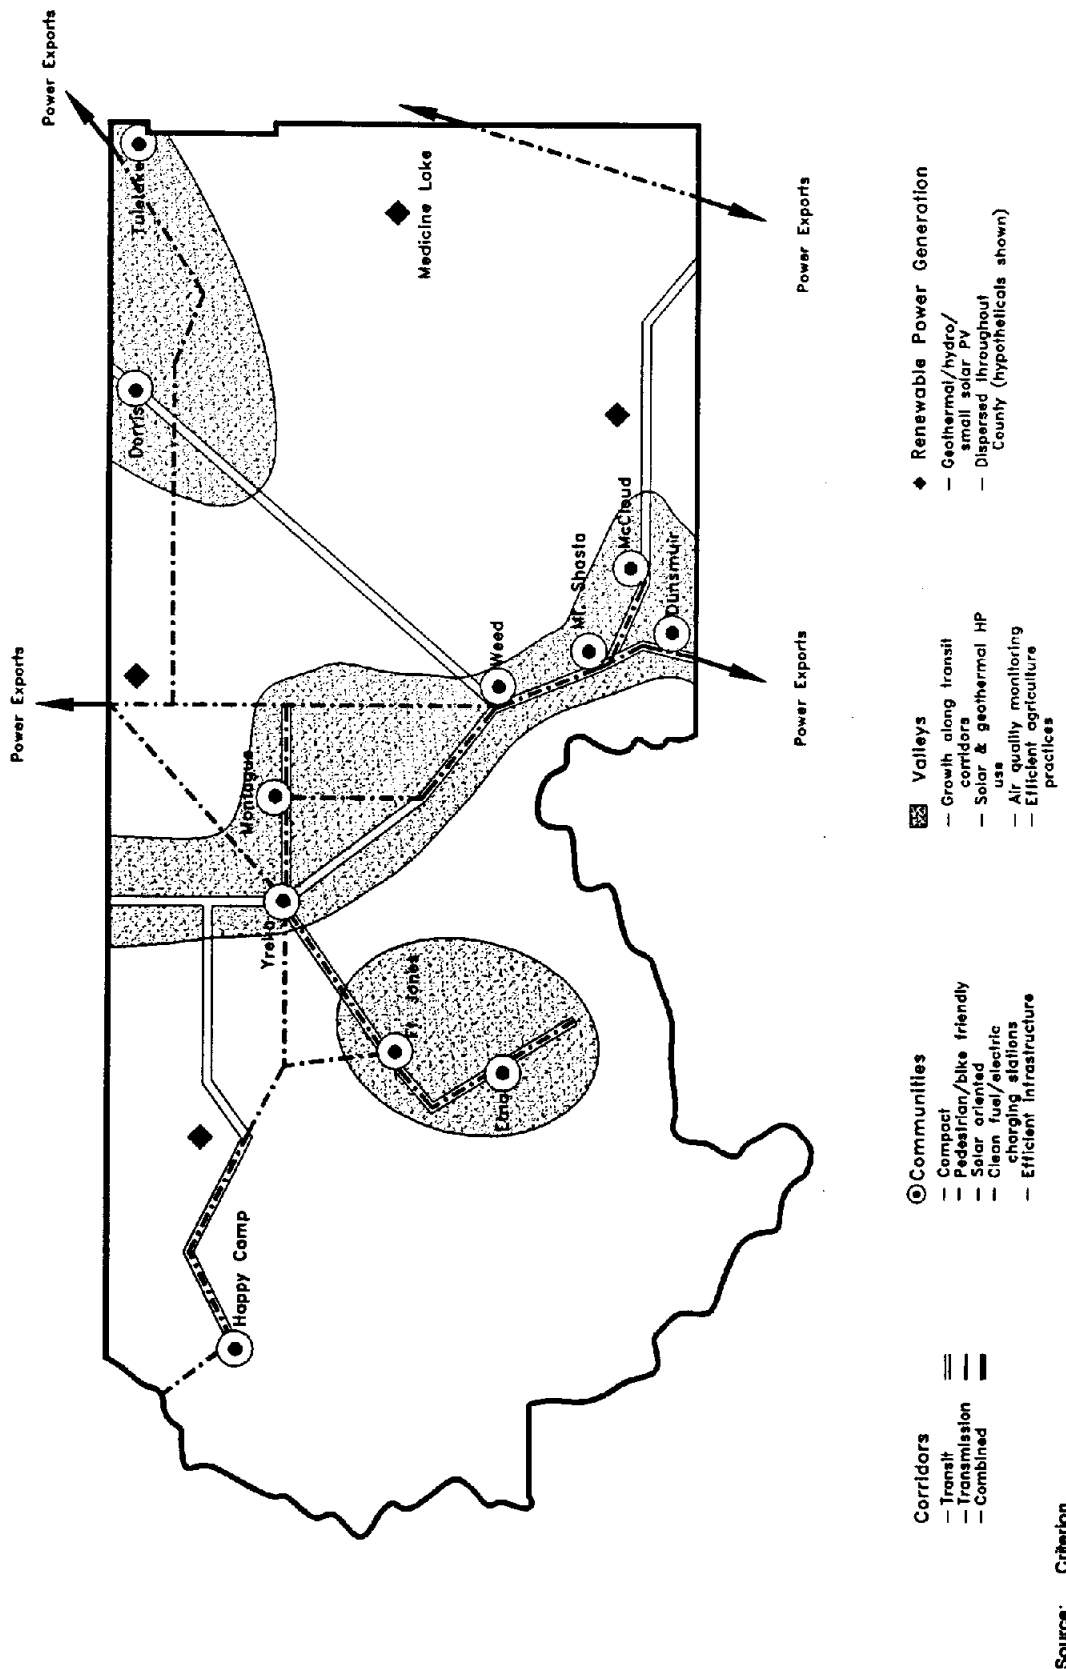 Power Exports
Power Exports
Tulelake
Dorris
Medicine Lake
Power Exports
Montague
Weed
Mt. Shasta
McCloud
Dunsmuir
Power Exports
Yreka
Ft. Jones
Etna
Happy Camp
Corridors
– Transit
– Transmission
– Combined
Communities
– Compact
– Pedestrian/bike friendly
– Solar oriented
– Clean fuel/electric
charging stations
– Efficient Infrastructure
Valleys
– Growth along transit
corridors
– Solar & geothermal HP
use
– Air quality monitoring
– Efficient agriculture
practices
Renewable Power Generation
– Geothermal/hydro/
small solar PV
– Dispersed throughout
County (hypotheticals shown)
Source: Criterion